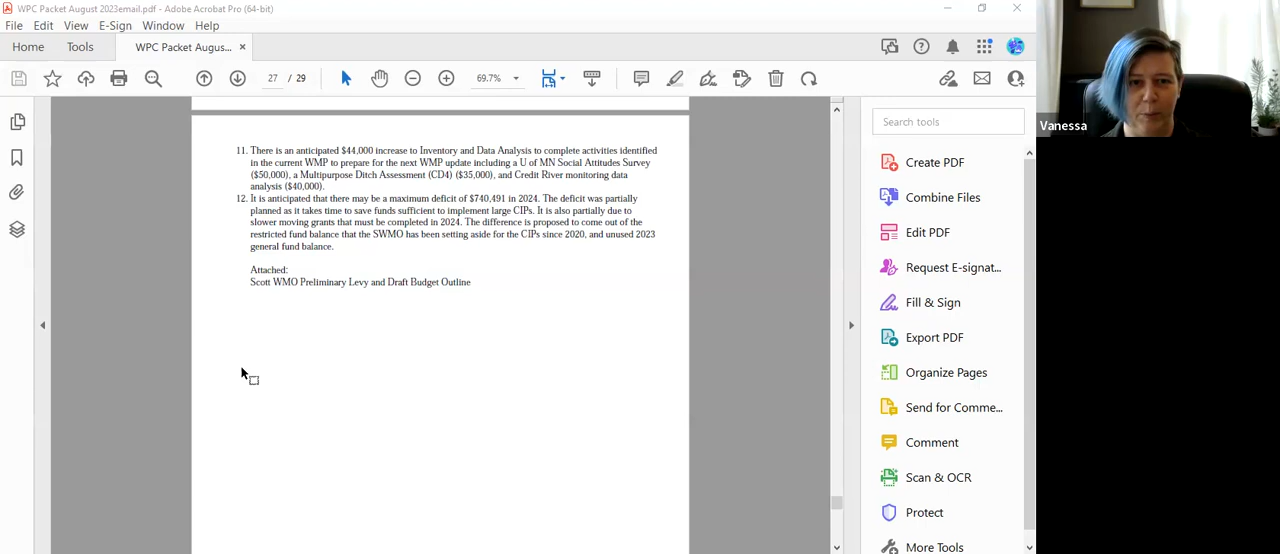 WPC Packet August 2023email.pdf - Adobe Acrobat Pro (64-bit)
File Edit View E-Sign Window Help
Home Tools WPC Packet Augus...
27 / 29 69.7%
11. There is an anticipated $44,000 increase to Inventory and Data Analysis to complete activities identified
in the current WMP to prepare for the next WMP update including a U of MN Social Attitudes Survey
($50,000), a Multipurpose Ditch Assessment (CD4) ($35,000), and Credit River monitoring data
analysis ($40,000).
12. It is anticipated that there may be a maximum deficit of $740,491 in 2024. The deficit was partially
planned as it takes time to save funds sufficient to implement large CIPs. It is also partially due to
slower moving grants that must be completed in 2024. The difference is proposed to come out of the
restricted fund balance that the SWMO has been setting aside for the CIPs since 2020, and unused 2023
general fund balance.
Attached:
Scott WMO Preliminary Levy and Draft Budget Outline
Search tools
Create PDF
Combine Files
Edit PDF
Request E-signat...
Fill & Sign
Export PDF
Organize Pages
Send for Comme...
Comment
Scan & OCR
Protect
More Tools
Vanessa